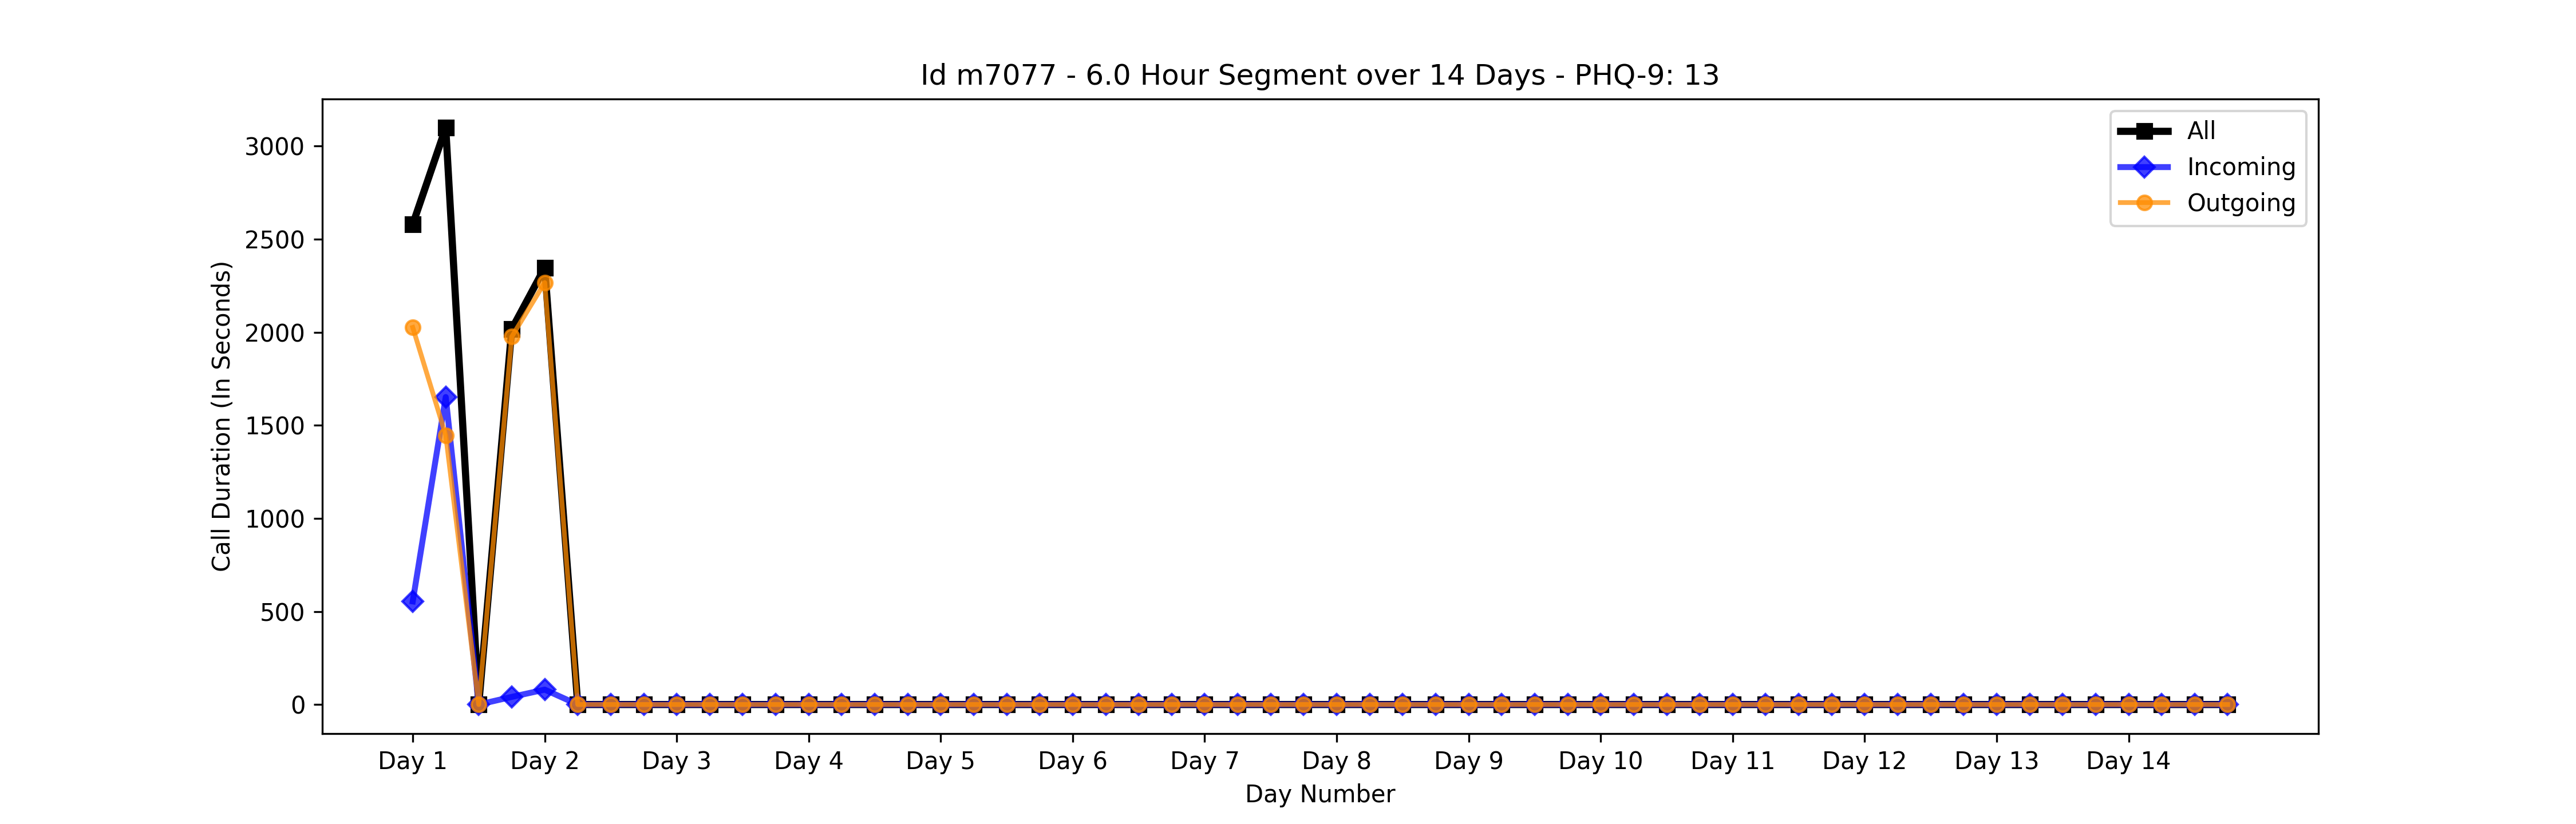 Id m7077 - 6.0 Hour Segment over 14 Days - PHQ-9: 13
All
Incoming
Outgoing
3000
2500
2000
1500
1000
500
0
Call Duration (In Seconds)
Day 1 Day 2 Day 3 Day 4 Day 5 Day 6 Day 7 Day 8 Day 9 Day 10 Day 11 Day 12 Day 13 Day 14
Day Number